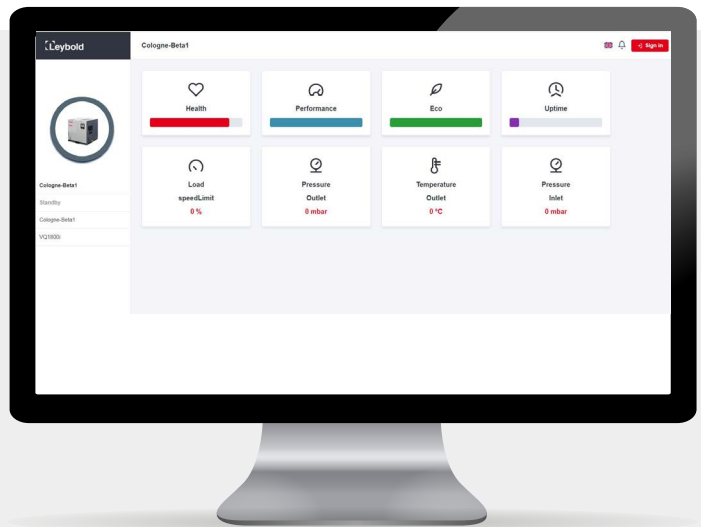 Leybold
Cologne-Beta1
Sign In
Health
Performance
Eco
Uptime
Load
speedLimit
0 %
Pressure
Outlet
0 mbar
Temperature
Outlet
0 °C
Pressure
Inlet
0 mbar
Cologne-Beta1
Standby
Cologne-Beta1
VQ1800i